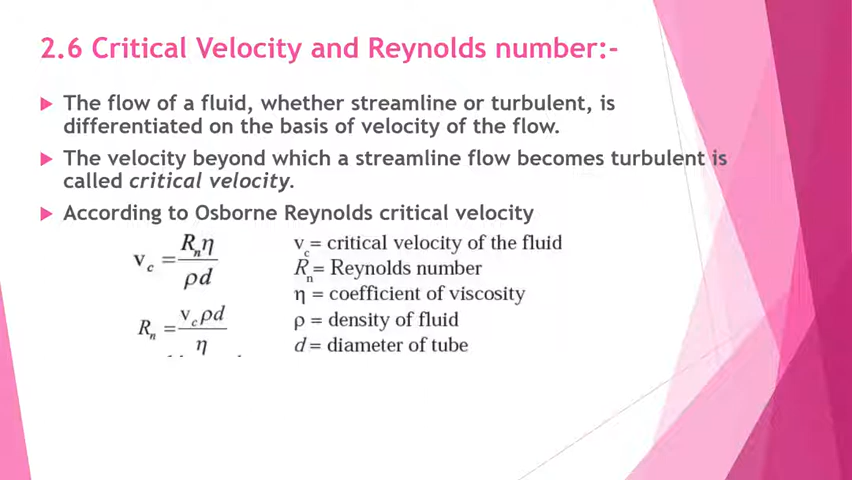 2.6 Critical Velocity and Reynolds number:-
The flow of a fluid, whether streamline or turbulent, is
differentiated on the basis of velocity of the flow.
The velocity beyond which a streamline flow becomes turbulent is
called critical velocity.
According to Osborne Reynolds critical velocity
v_c = R_nη / ρd
R_n = v_cρd / η
v_c = critical velocity of the fluid
R_n = Reynolds number
η = coefficient of viscosity
ρ = density of fluid
d = diameter of tube